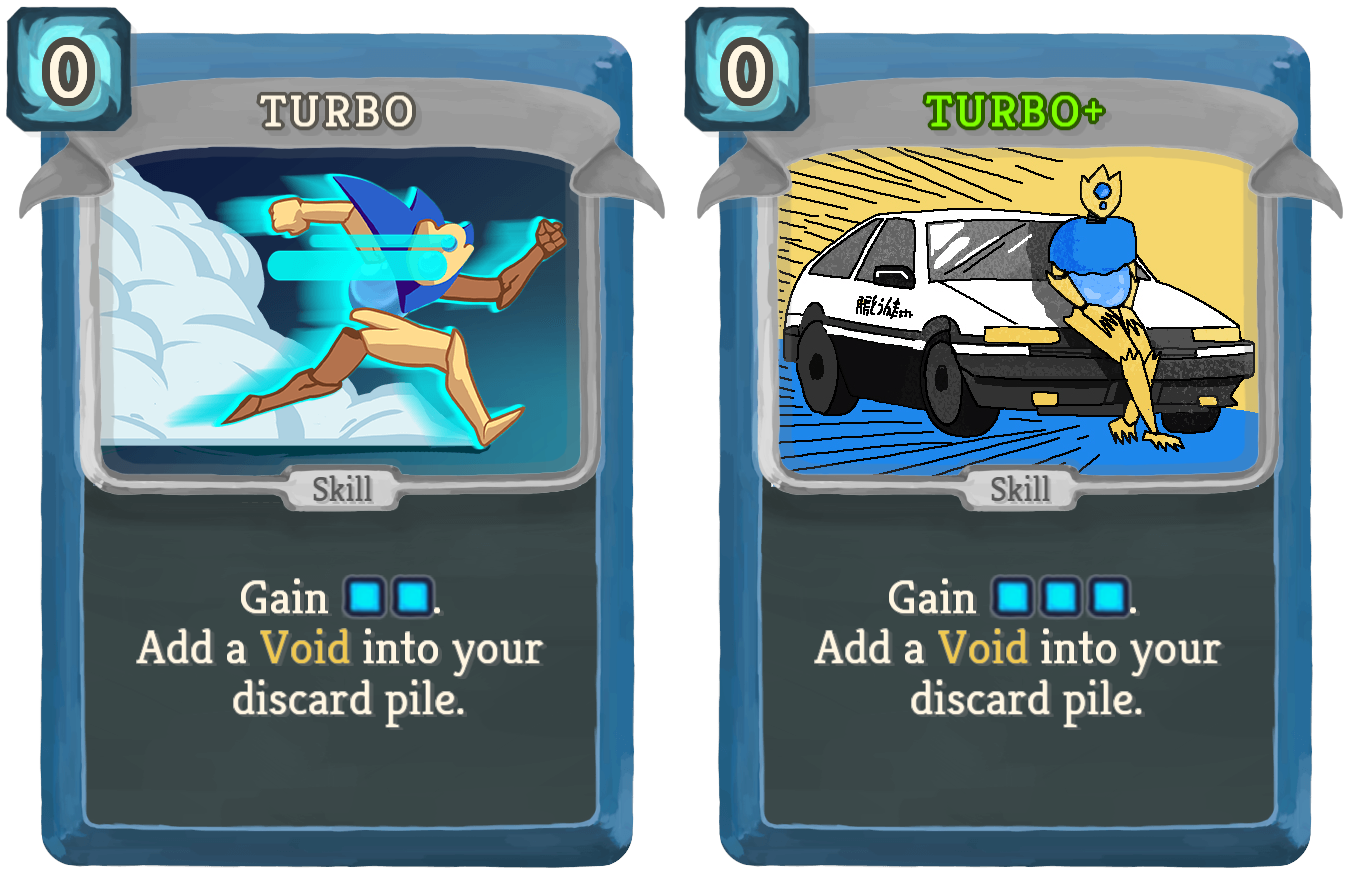 0
TURBO
Skill
Gain
Add a Void into your
discard pile.
0
TURBO+
Skill
Gain
Add a Void into your
discard pile.